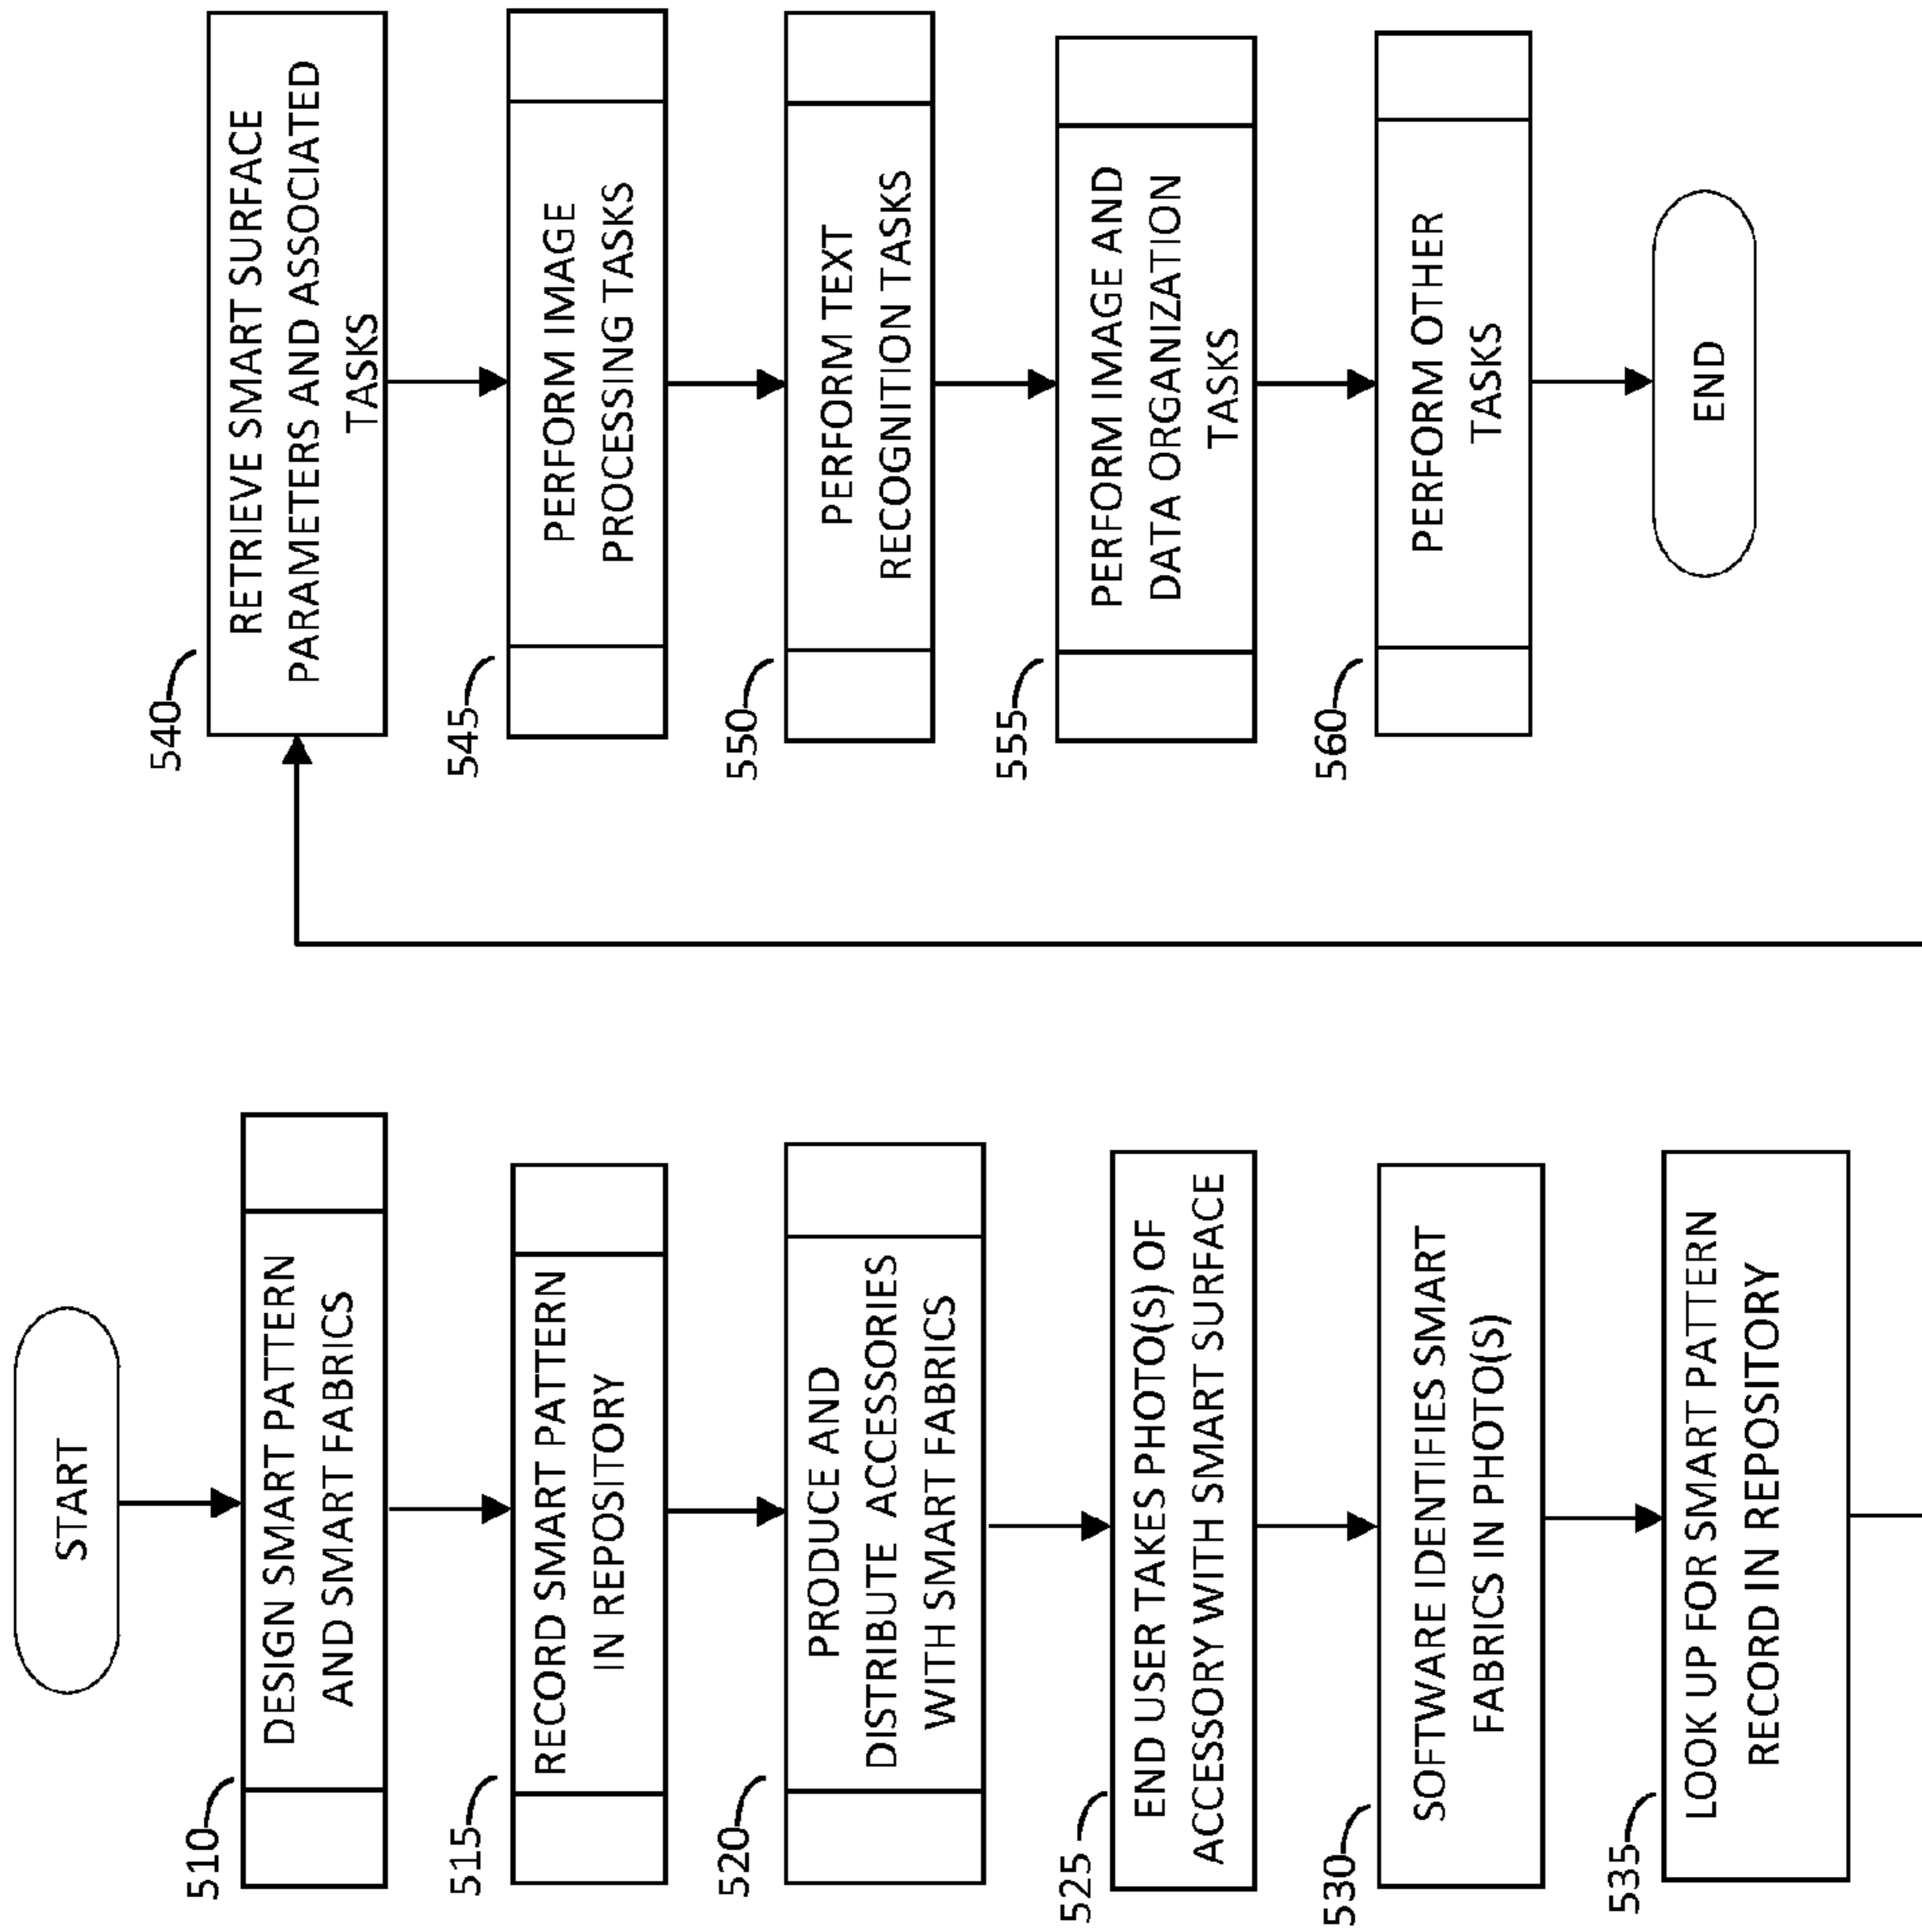 START
510
DESIGN SMART PATTERN
AND SMART FABRICS
515
RECORD SMART PATTERN
IN REPOSITORY
520
PRODUCE AND
DISTRIBUTE ACCESSORIES
WITH SMART FABRICS
525
END USER TAKES PHOTO(S) OF
ACCESSORY WITH SMART SURFACE
530
SOFTWARE IDENTIFIES SMART
FABRICS IN PHOTO(S)
535
LOOK UP FOR SMART PATTERN
RECORD IN REPOSITORY
540
RETRIEVE SMART SURFACE
PARAMETERS AND ASSOCIATED
TASKS
545
PERFORM IMAGE
PROCESSING TASKS
550
PERFORM TEXT
RECOGNITION TASKS
555
PERFORM IMAGE AND
DATA ORGANIZATION
TASKS
560
PERFORM OTHER
TASKS
END